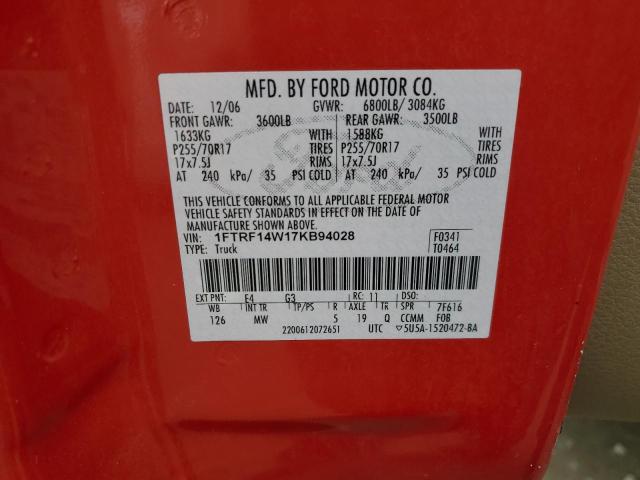 MFD. BY FORD MOTOR CO.
DATE: 12/06 GVWR: 6800LB/ 3084KG
FRONT GAWR: 3600LB REAR GAWR: 3500LB
1633KG WITH 1588KG WITH
P255/70R17 TIRES P255/70R17 TIRES
17x7.5J RIMS 17x7.5J RIMS
AT 240 kPa/ 35 PSI COLD AT 240 kPa/ 35 PSI COLD
THIS VEHICLE CONFORMS TO ALL APPLICABLE FEDERAL MOTOR
VEHICLE SAFETY STANDARDS IN EFFECT ON THE DATE OF
MANUFACTURE SHOWN ABOVE.
VIN: 1FTRF14W17KB94028 F0341
TYPE: Truck T0464
EXT PNT: E4 G3 RC: 11 DSO:
WB INT TR TP/PS R AXLE TR SPR 7F616
126 MW 5 19 Q CCMM FOB
2200612072651 UTC ▽5U5A-1520472-BA